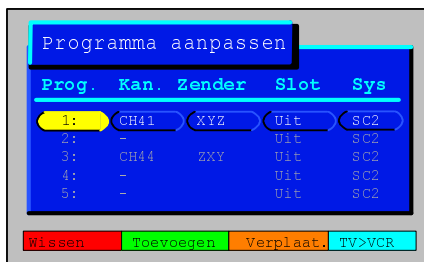 Programma aanpassen
Prog. Kan. Zender Slot Sys
1: CH41 XYZ Uit SC2
2: - Uit SC2
3: CH44 ZXY Uit SC2
4: - Uit SC2
5: - Uit SC2
Wissen Toevoegen Verplaat. TV>VCR